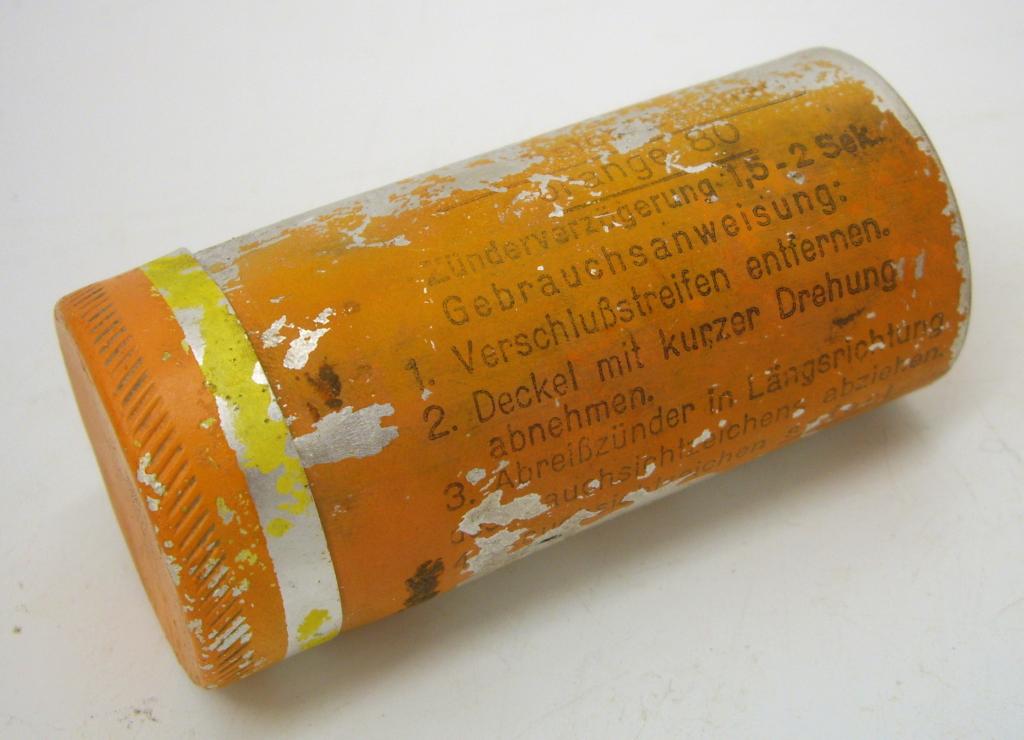 orange 80
Zünderverzögerung 1,5 - 2 Sek.
Gebrauchsanweisung:
1. Verschlußstreifen entfernen.
2. Deckel mit kurzer Drehung
abnehmen.
3. Abreißzünder in Längsrichtung
abziehen.